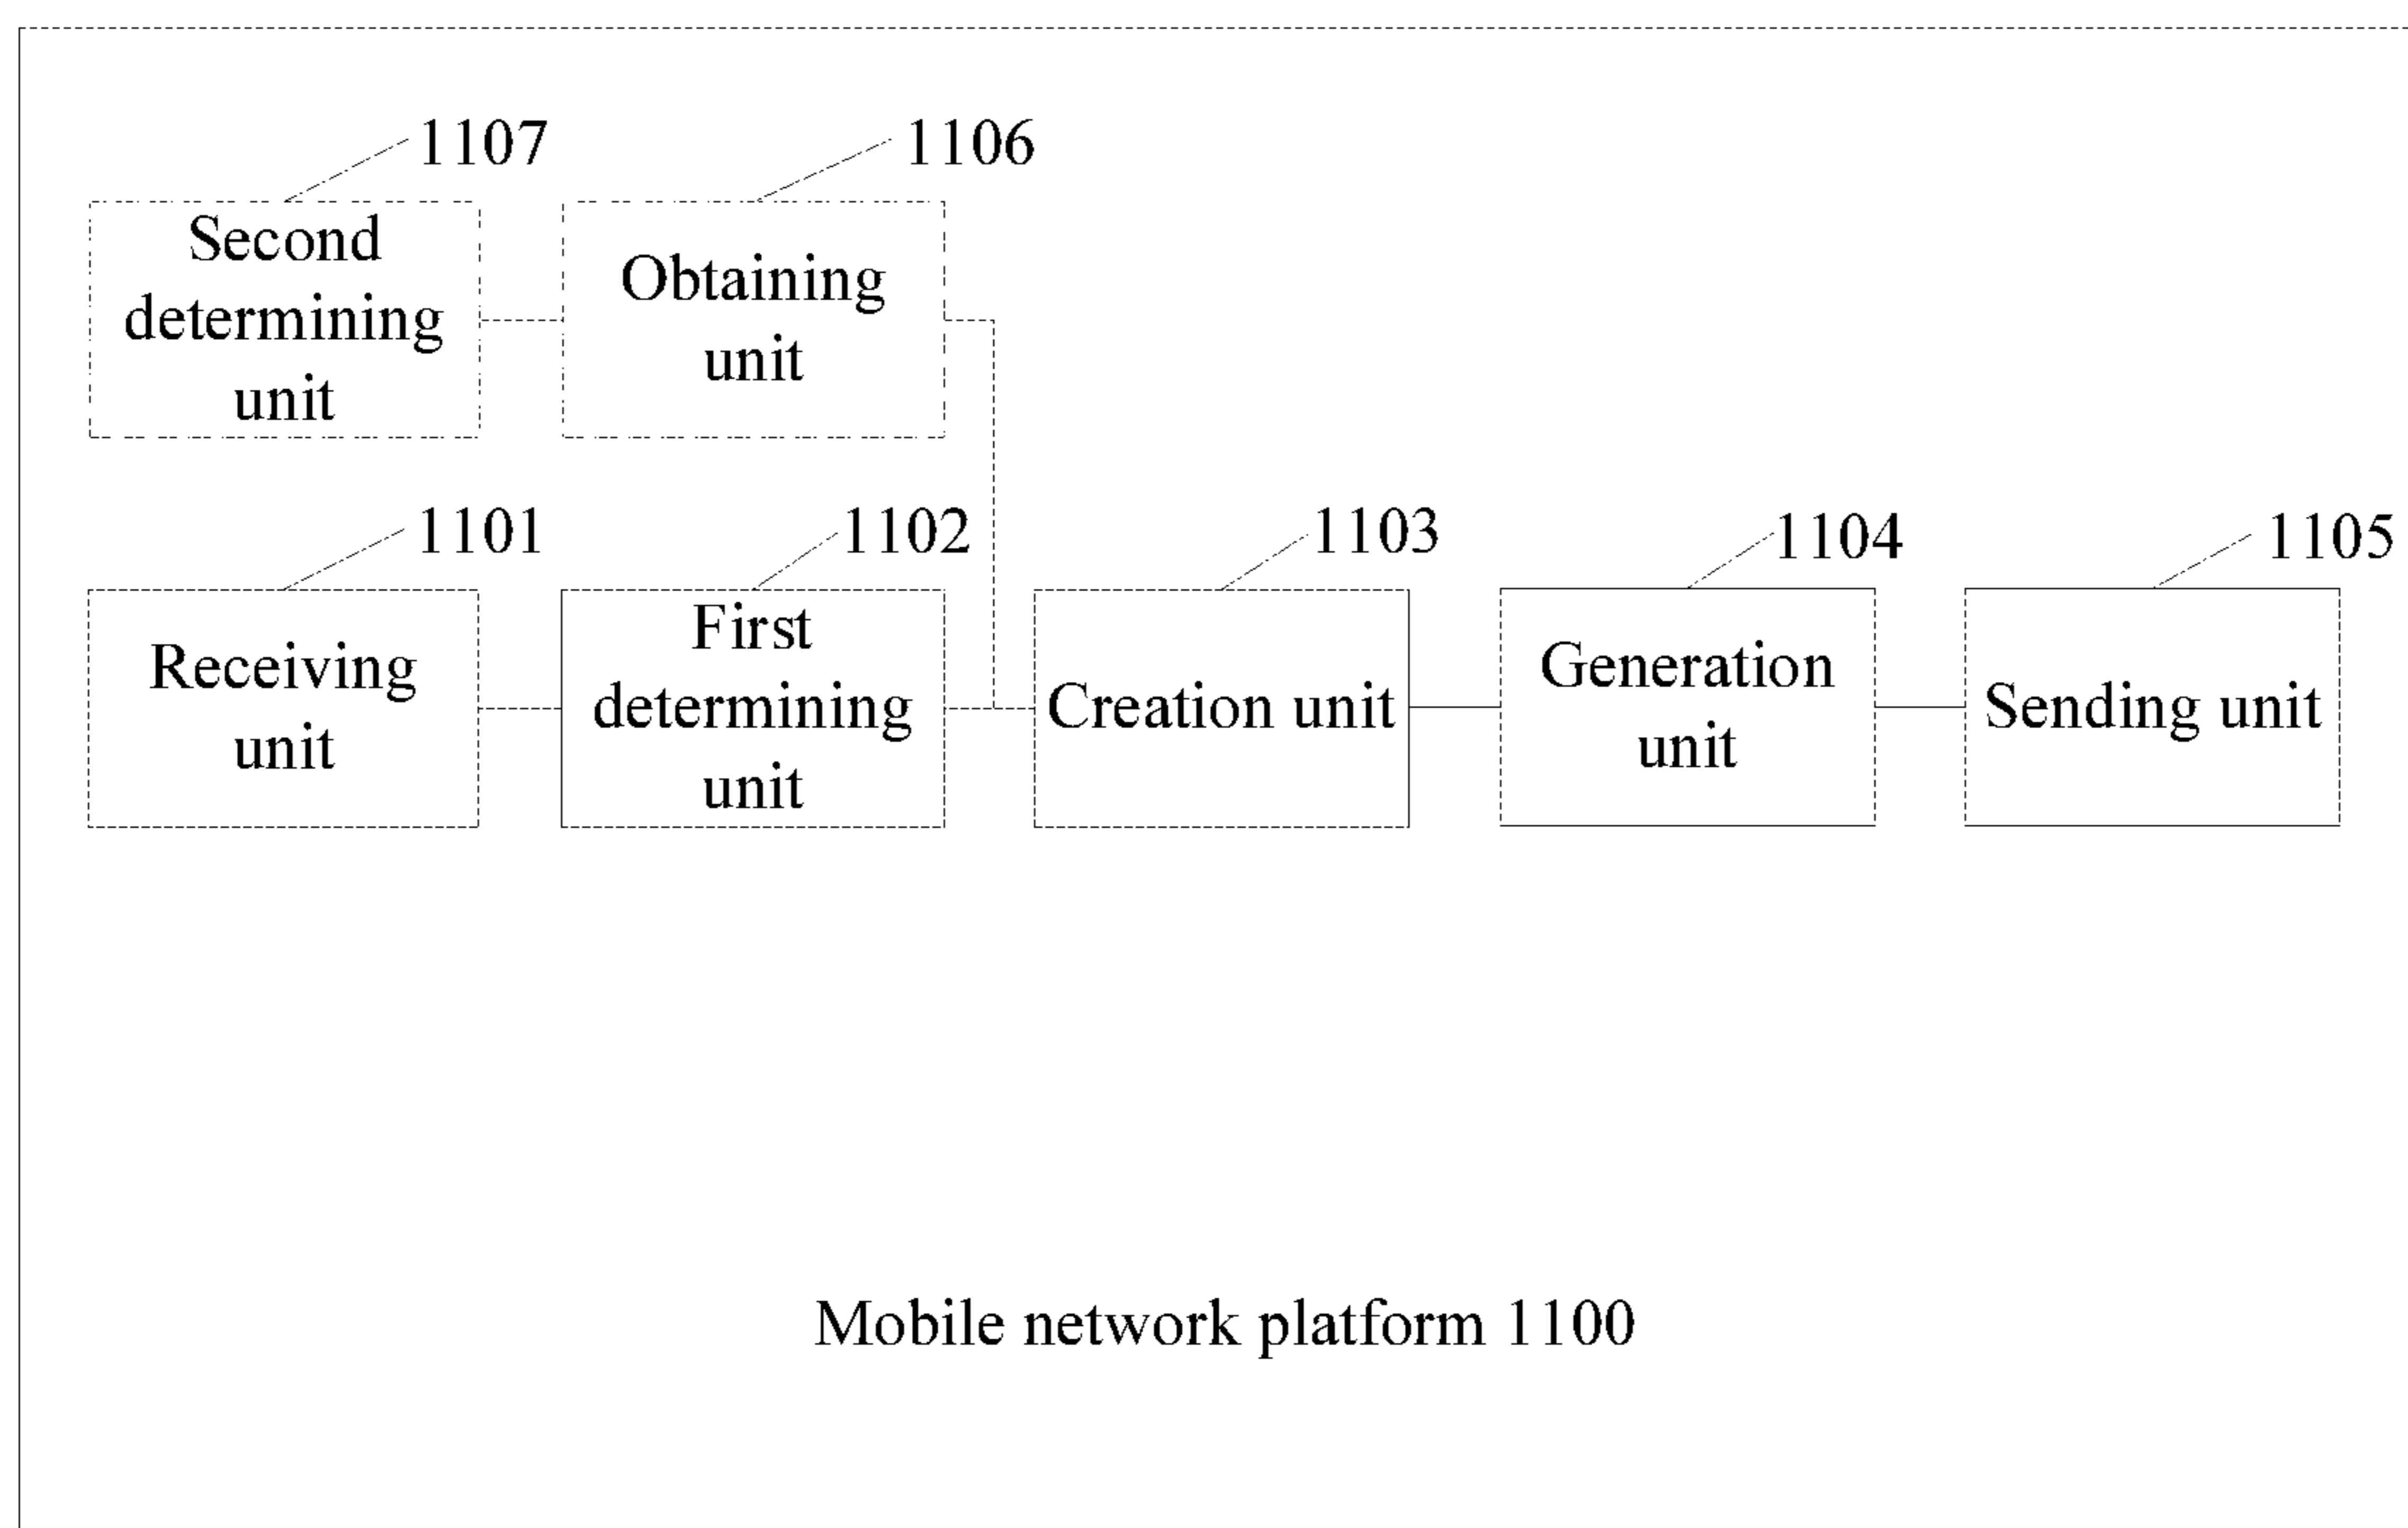 1107
1106
Second
determining
unit
Obtaining
unit
1101
1102
1103
1104
1105
Receiving
unit
First
determining
unit
Creation unit
Generation
unit
Sending unit
Mobile network platform 1100